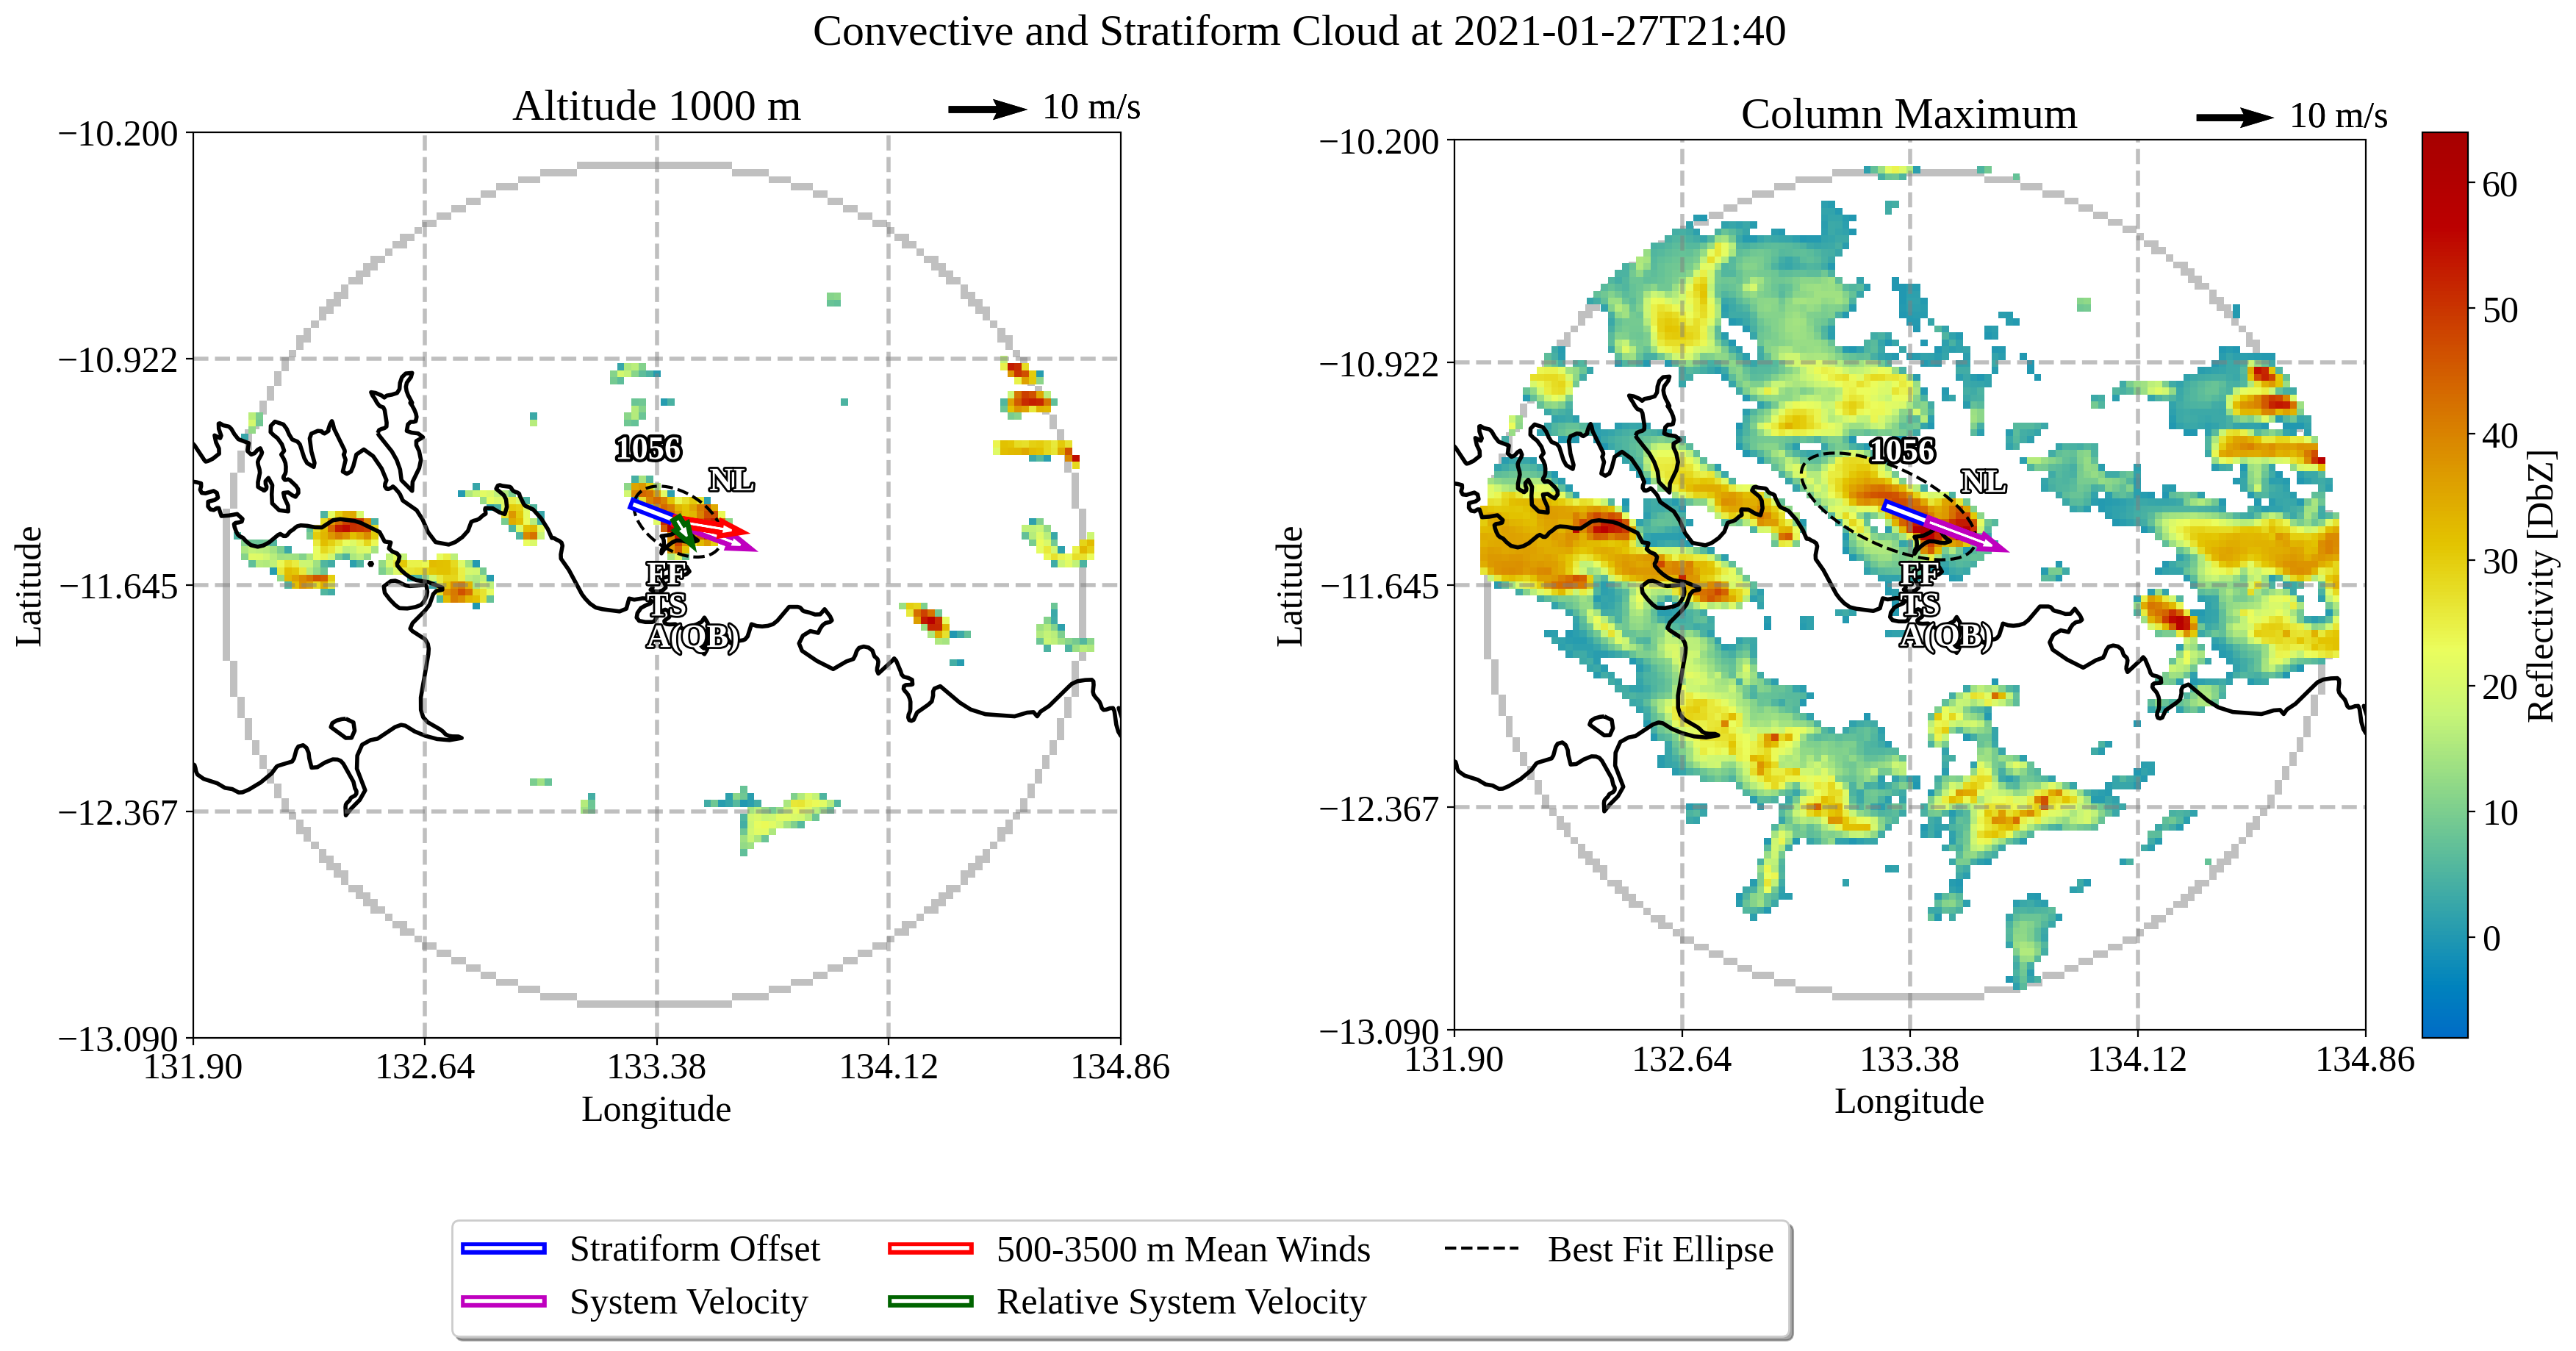 Convective and Stratiform Cloud at 2021-01-27T21:40
Altitude 1000 m
10 m/s
−10.200
−10.922
−11.645
−12.367
−13.090
Latitude
131.90
132.64
133.38
134.12
134.86
Longitude
1056
NL
FF
TS
A(QB)
Column Maximum
10 m/s
−10.200
−10.922
−11.645
−12.367
−13.090
Latitude
131.90
132.64
133.38
134.12
134.86
Longitude
1056
NL
FF
TS
A(QB)
60
50
40
30
20
10
0
Reflectivity [DbZ]
Stratiform Offset
System Velocity
500-3500 m Mean Winds
Relative System Velocity
Best Fit Ellipse